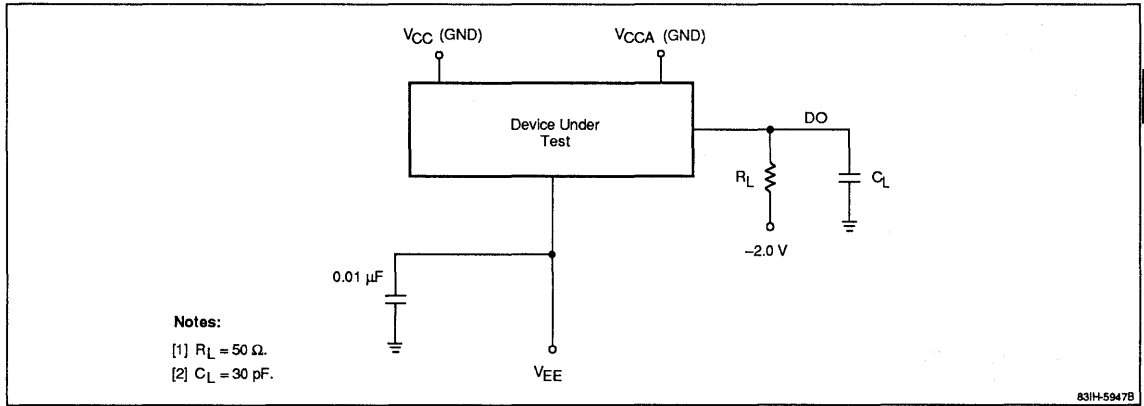 VCC (GND)
VCCA (GND)
Device Under
Test
DO
RL
CL
–2.0 V
0.01 µF
VEE
Notes:
[1] RL = 50 Ω.
[2] CL = 30 pF.
83IH-5947B